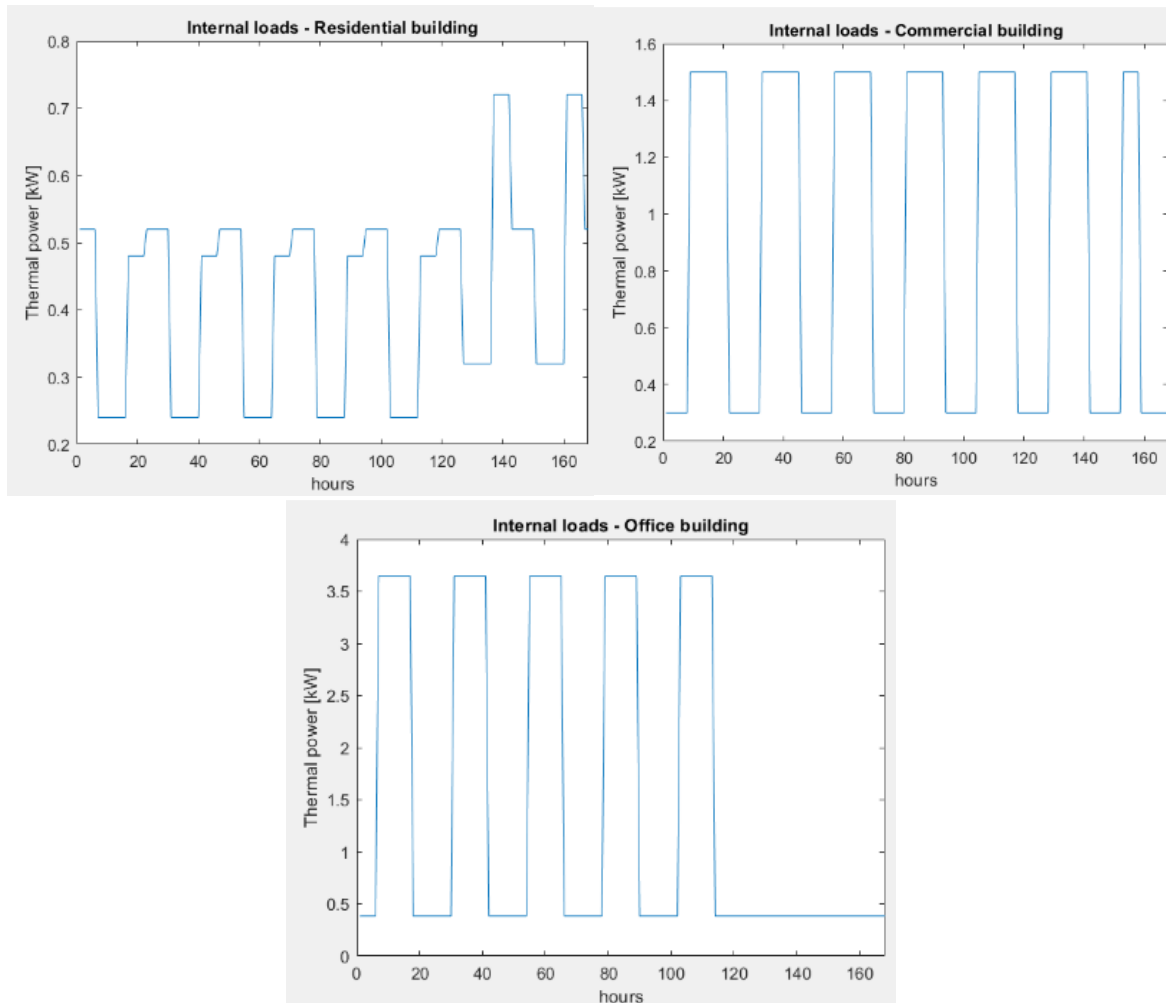 Internal loads - Residential building
0.8
0.7
0.6
0.5
0.4
0.3
0.2
Thermal power [kW]
0 20 40 60 80 100 120 140 160
hours
Internal loads - Commercial building
1.6
1.4
1.2
1
0.8
0.6
0.4
0.2
Thermal power [kW]
0 20 40 60 80 100 120 140 160
hours
Internal loads - Office building
4
3.5
3
2.5
2
1.5
1
0.5
0
Thermal power [kW]
0 20 40 60 80 100 120 140 160
hours